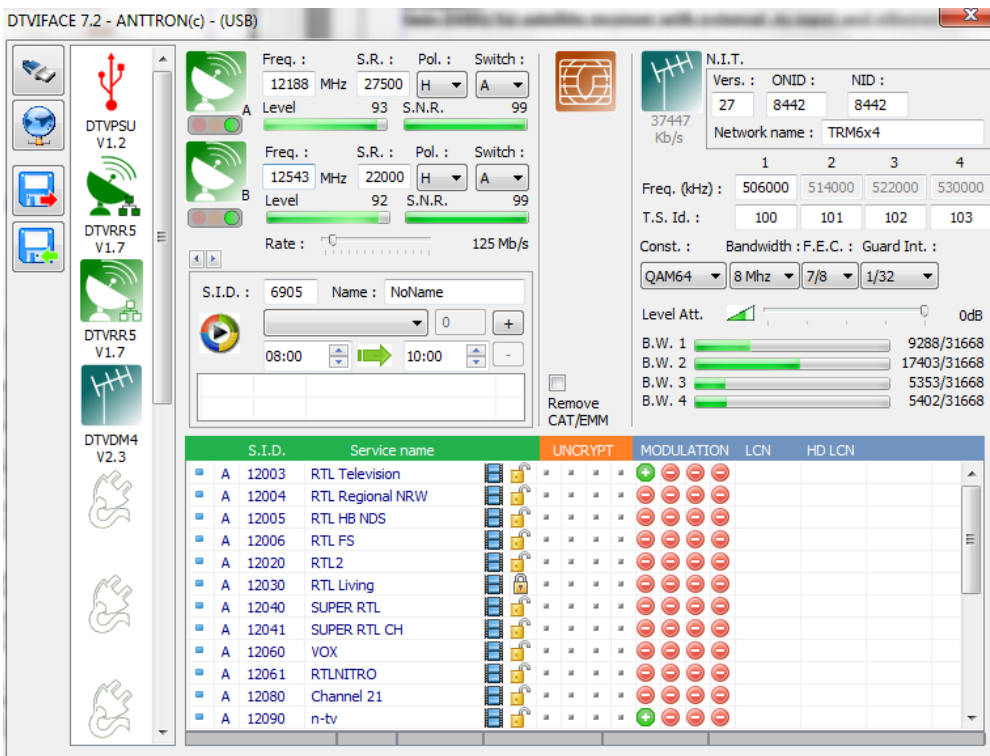 DTVIFACE 7.2 - ANTTRON(c) - (USB)
DTVPSU
V1.2
DTVRR5
V1.7
DTVRR5
V1.7
DTVDM4
V2.3
Freq. : S.R. : Pol. : Switch :
12188 MHz 27500 H A
A Level 93 S.N.R. 99
Freq. : S.R. : Pol. : Switch :
12543 MHz 22000 H A
B Level 92 S.N.R. 99
Rate : 125 Mb/s
S.I.D. : 6905 Name : NoName
0 +
08:00 10:00 -
Remove
CAT/EMM
37447
Kb/s
N.I.T.
Vers. : ONID : NID :
27 8442 8442
Network name : TRM6x4
1 2 3 4
Freq. (kHz) : 506000 514000 522000 530000
T.S. Id. : 100 101 102 103
Const. : Bandwidth : F.E.C. : Guard Int. :
QAM64 8 Mhz 7/8 1/32
Level Att. 0dB
B.W. 1 9288/31668
B.W. 2 17403/31668
B.W. 3 5353/31668
B.W. 4 5402/31668
S.I.D. Service name UNCRYPT MODULATION LCN HD LCN
A 12003 RTL Television
A 12004 RTL Regional NRW
A 12005 RTL HB NDS
A 12006 RTL FS
A 12020 RTL2
A 12030 RTL Living
A 12040 SUPER RTL
A 12041 SUPER RTL CH
A 12060 VOX
A 12061 RTLNITRO
A 12080 Channel 21
A 12090 n-tv